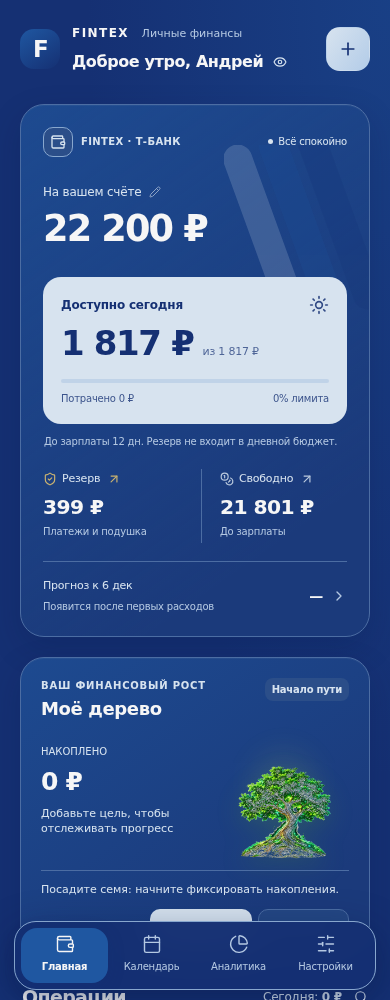 F
FINTEX Личные финансы
Доброе утро, Андрей
FINTEX · Т-БАНК
Всё спокойно
На вашем счёте
22 200 ₽
Доступно сегодня
1 817 ₽ из 1 817 ₽
Потрачено 0 ₽ 0% лимита
До зарплаты 12 дн. Резерв не входит в дневной бюджет.
Резерв
399 ₽
Платежи и подушка
Свободно
21 801 ₽
До зарплаты
Прогноз к 6 дек
Появится после первых расходов
—
ВАШ ФИНАНСОВЫЙ РОСТ
Моё дерево
Начало пути
НАКОПЛЕНО
0 ₽
Добавьте цель, чтобы
отслеживать прогресс
Посадите семя: начните фиксировать накопления.
Главная
Календарь
Аналитика
Настройки
Операции
Сегодня: 0 ₽